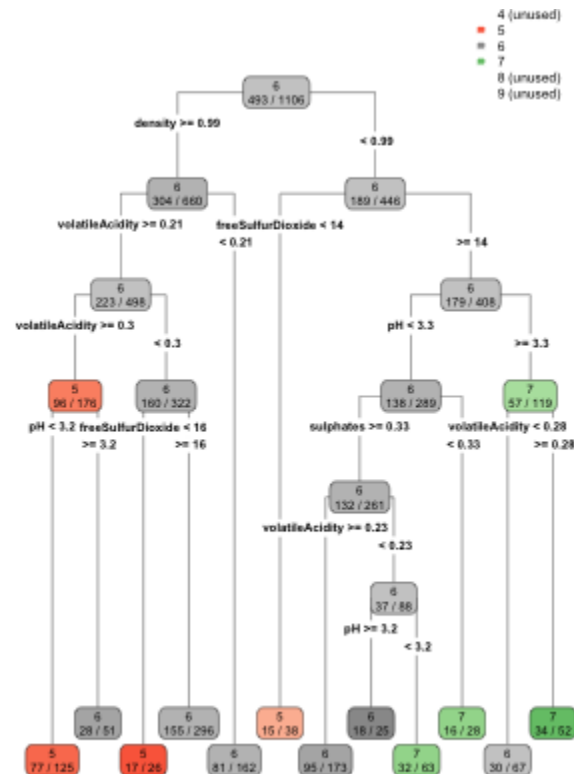 4 (unused)
5
6
7
8 (unused)
9 (unused)
6
493 / 1106
density >= 0.99
< 0.99
6
304 / 660
6
189 / 446
volatileAcidity >= 0.21
< 0.21
freeSulfurDioxide < 14
>= 14
6
223 / 498
6
179 / 408
volatileAcidity >= 0.3
< 0.3
pH < 3.3
>= 3.3
5
96 / 176
6
160 / 322
6
138 / 289
7
57 / 119
pH < 3.2
>= 3.2
freeSulfurDioxide < 16
>= 16
sulphates >= 0.33
< 0.33
volatileAcidity < 0.28
>= 0.28
6
132 / 261
volatileAcidity >= 0.23
< 0.23
6
37 / 88
pH >= 3.2
< 3.2
5
77 / 125
6
28 / 51
5
17 / 26
6
155 / 296
6
81 / 162
5
15 / 38
6
95 / 173
6
18 / 25
7
32 / 63
7
16 / 28
6
30 / 67
7
34 / 52